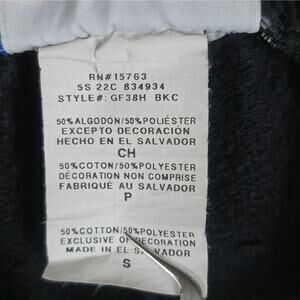 RN#15763
5S 22C 834934
STYLE#: GF38H BKC
50%ALGODÓN/50%POLIÉSTER
EXCEPTO DECORACIÓN
HECHO EN EL SALVADOR
CH
50%COTON/50%POLYESTER
DÉCORATION NON COMPRISE
FABRIQUÉ AU SALVADOR
P
50%COTTON/50%POLYESTER
EXCLUSIVE OF DECORATION
MADE IN EL SALVADOR
S